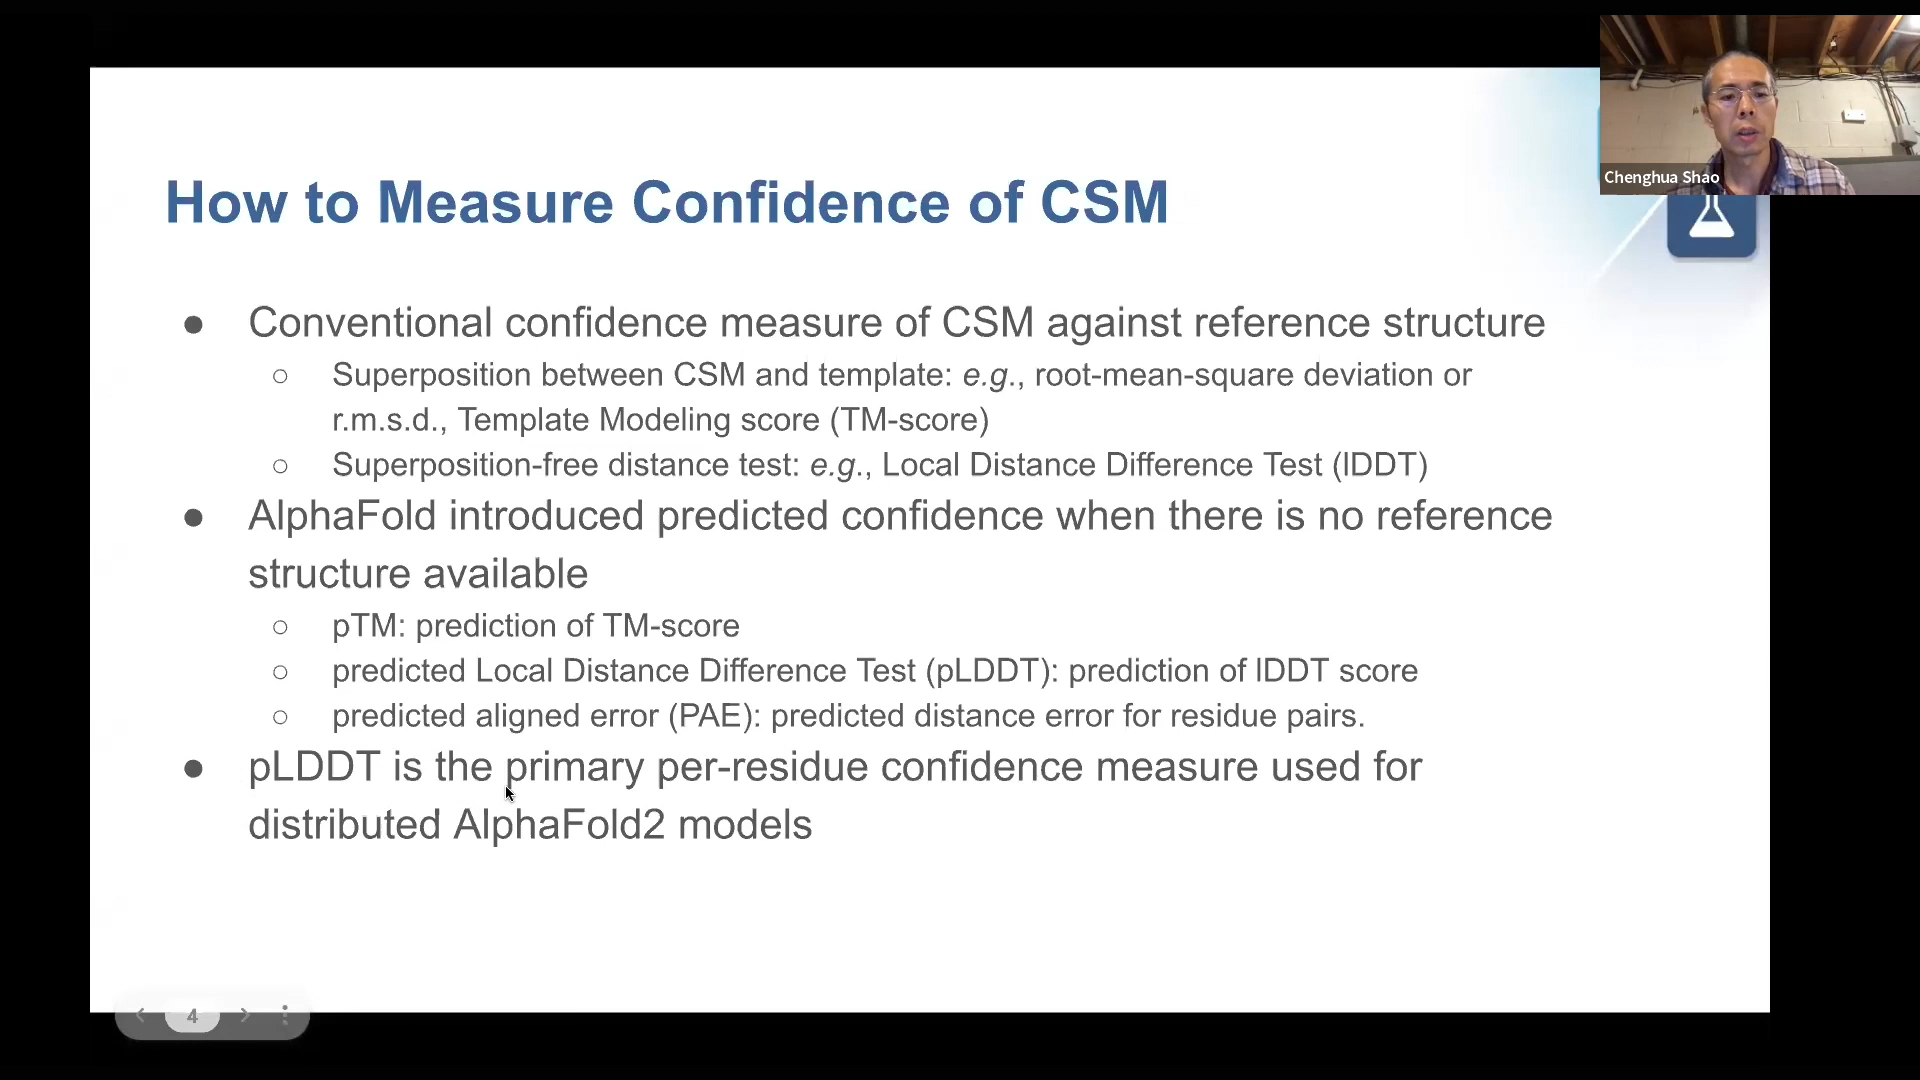 Chenghua Shao
How to Measure Confidence of CSM
● Conventional confidence measure of CSM against reference structure
○ Superposition between CSM and template: e.g., root-mean-square deviation or
r.m.s.d., Template Modeling score (TM-score)
○ Superposition-free distance test: e.g., Local Distance Difference Test (lDDT)
● AlphaFold introduced predicted confidence when there is no reference
structure available
○ pTM: prediction of TM-score
○ predicted Local Distance Difference Test (pLDDT): prediction of lDDT score
○ predicted aligned error (PAE): predicted distance error for residue pairs.
● pLDDT is the primary per-residue confidence measure used for
distributed AlphaFold2 models
4